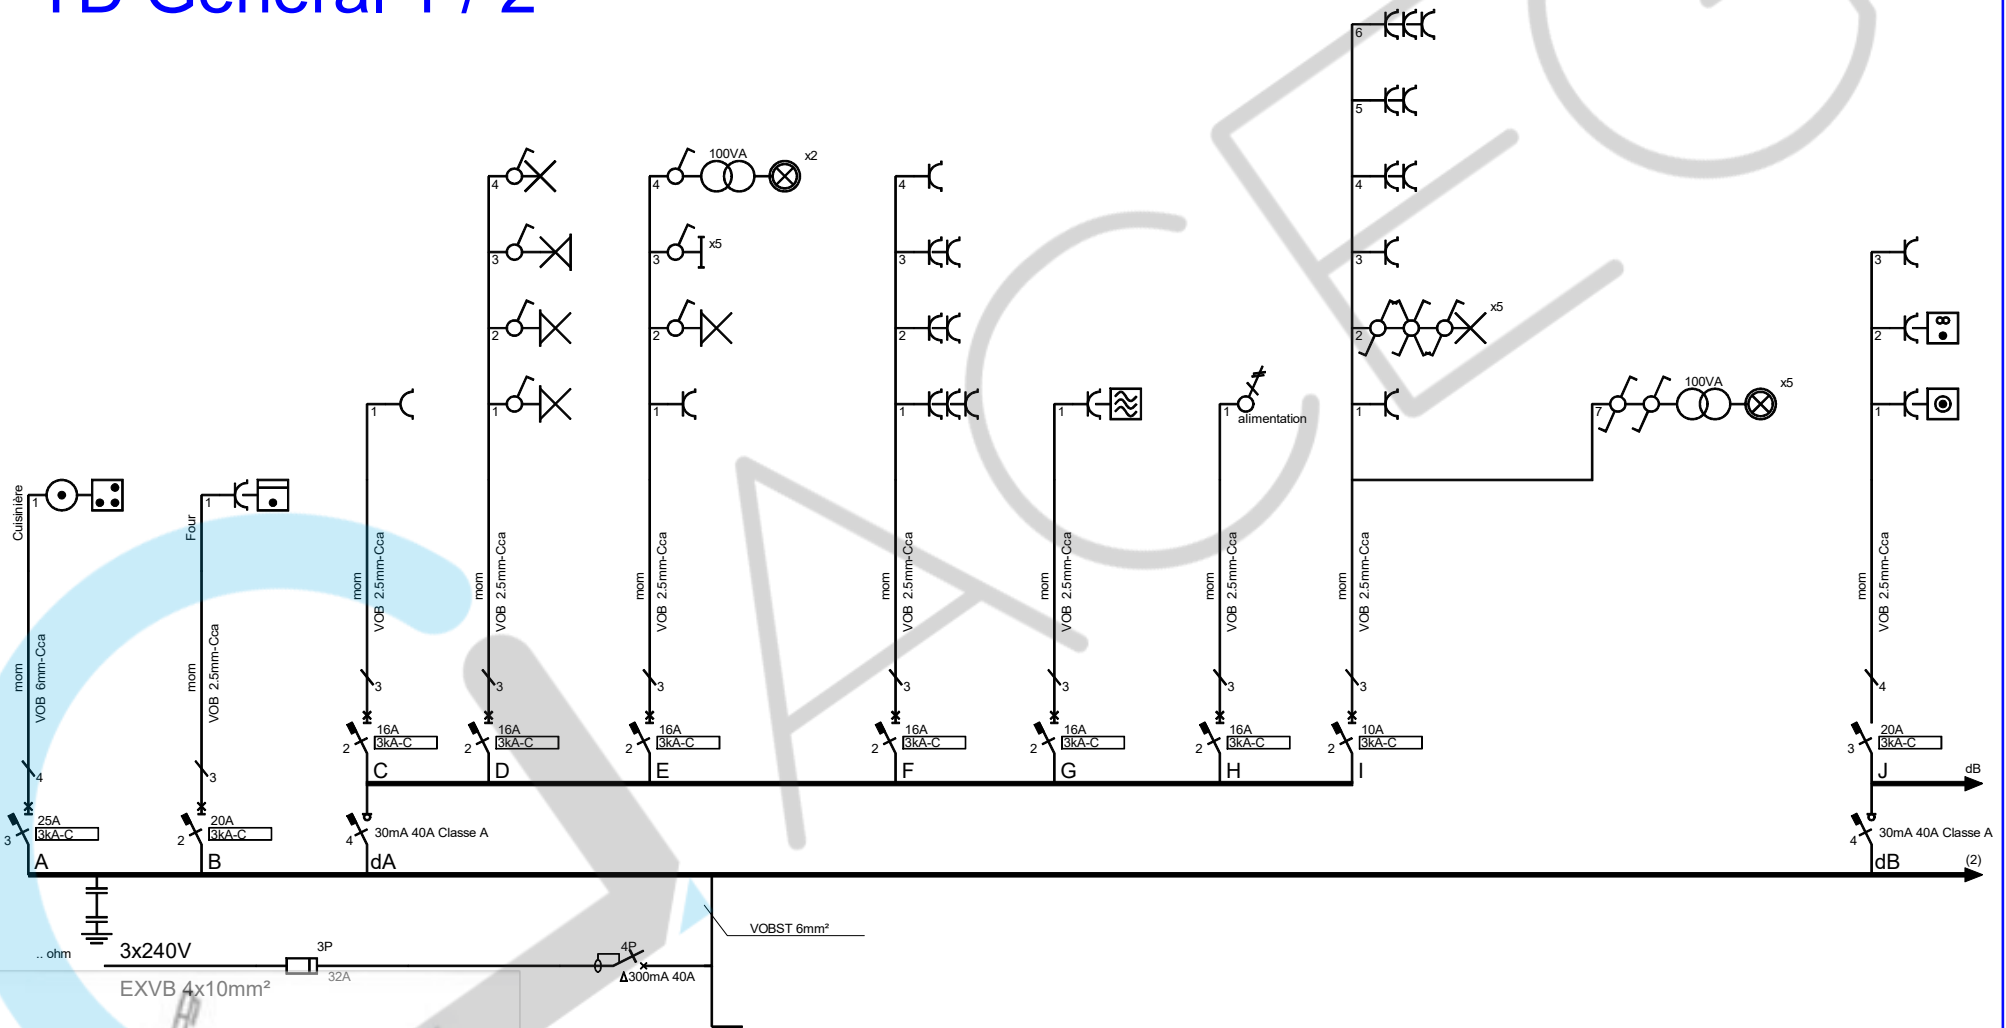 TD Général 1 / 2
6
5
4
3
2
1
x5
7
100VA
x5
4
3
2
1
4
100VA
x2
3
x5
2
1
4
3
2
1
1
1
alimentation
3
2
1
1
Cuisinière
1
Four
1
mom
VOB 6mm-Cca
mom
VOB 2.5mm-Cca
mom
VOB 2.5mm-Cca
mom
VOB 2.5mm-Cca
mom
VOB 2.5mm-Cca
mom
VOB 2.5mm-Cca
mom
VOB 2.5mm-Cca
mom
VOB 2.5mm-Cca
mom
VOB 2.5mm-Cca
mom
VOB 2.5mm-Cca
3
3
3
3
3
3
3
4
2 16A 3kA-C
2 16A 3kA-C
2 16A 3kA-C
2 16A 3kA-C
2 16A 3kA-C
2 16A 3kA-C
2 10A 3kA-C
3 20A 3kA-C
C D E F G H I J
dB
4
3
3 25A 3kA-C
2 20A 3kA-C
4 30mA 40A Classe A
4 30mA 40A Classe A
A B dA dB
(2)
VOBST 6mm²
.. ohm
3x240V
3P
32A
4P
Δ300mA 40A
EXVB 4x10mm²
ACEG